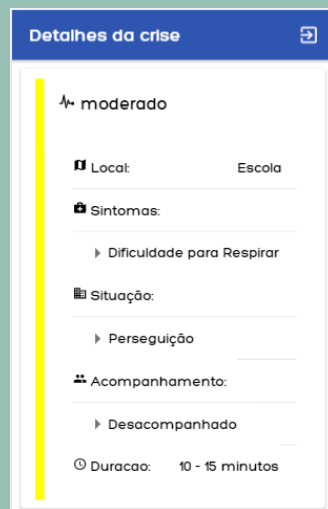 Detalhes da crise
moderado
Local: Escola
Sintomas:
Dificuldade para Respirar
Situação:
Perseguição
Acompanhamento:
Desacompanhado
Duracao: 10 - 15 minutos